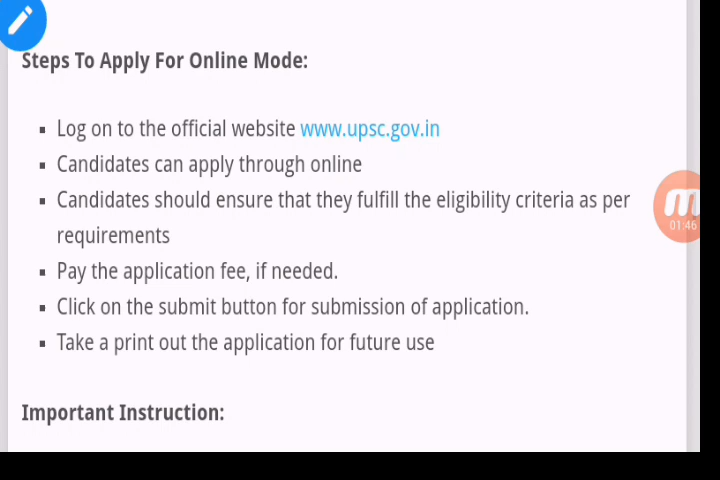 Steps To Apply For Online Mode:
Log on to the official website www.upsc.gov.in
Candidates can apply through online
Candidates should ensure that they fulfill the eligibility criteria as per
requirements
Pay the application fee, if needed.
Click on the submit button for submission of application.
Take a print out the application for future use
Important Instruction:
01:46